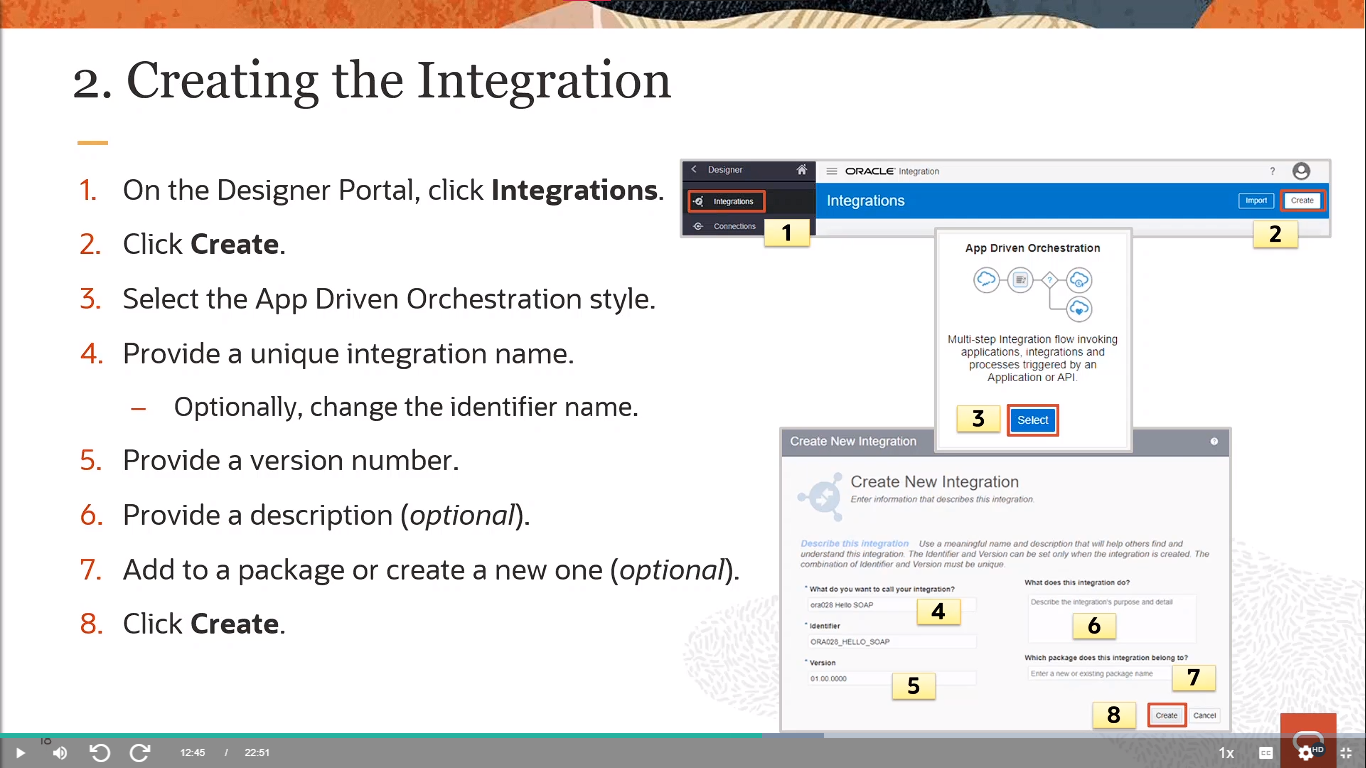 2. Creating the Integration
1. On the Designer Portal, click Integrations.
2. Click Create.
3. Select the App Driven Orchestration style.
4. Provide a unique integration name.
– Optionally, change the identifier name.
5. Provide a version number.
6. Provide a description (optional).
7. Add to a package or create a new one (optional).
8. Click Create.
Designer
ORACLE Integration
?
Integrations
Integrations
Import
Create
Connections
1
2
App Driven Orchestration
?
Multi-step Integration flow invoking
applications, integrations and
processes triggered by an
Application or API.
3
Select
Create New Integration
?
Create New Integration
Enter information that describes this integration.
Describe this integration Use a meaningful name and description that will help others find and
understand this integration. The Identifier and Version can be set only when the integration is created. The
combination of Identifier and Version must be unique.
* What do you want to call your integration?
ora028 Hello SOAP
4
* Identifier
ORA028_HELLO_SOAP
* Version
01.00.0000
5
What does this integration do?
Describe the integration's purpose and detail
6
Which package does this integration belong to?
Enter a new or existing package name
7
8
Create
Cancel
12:45 / 22:51
1x
CC
HD